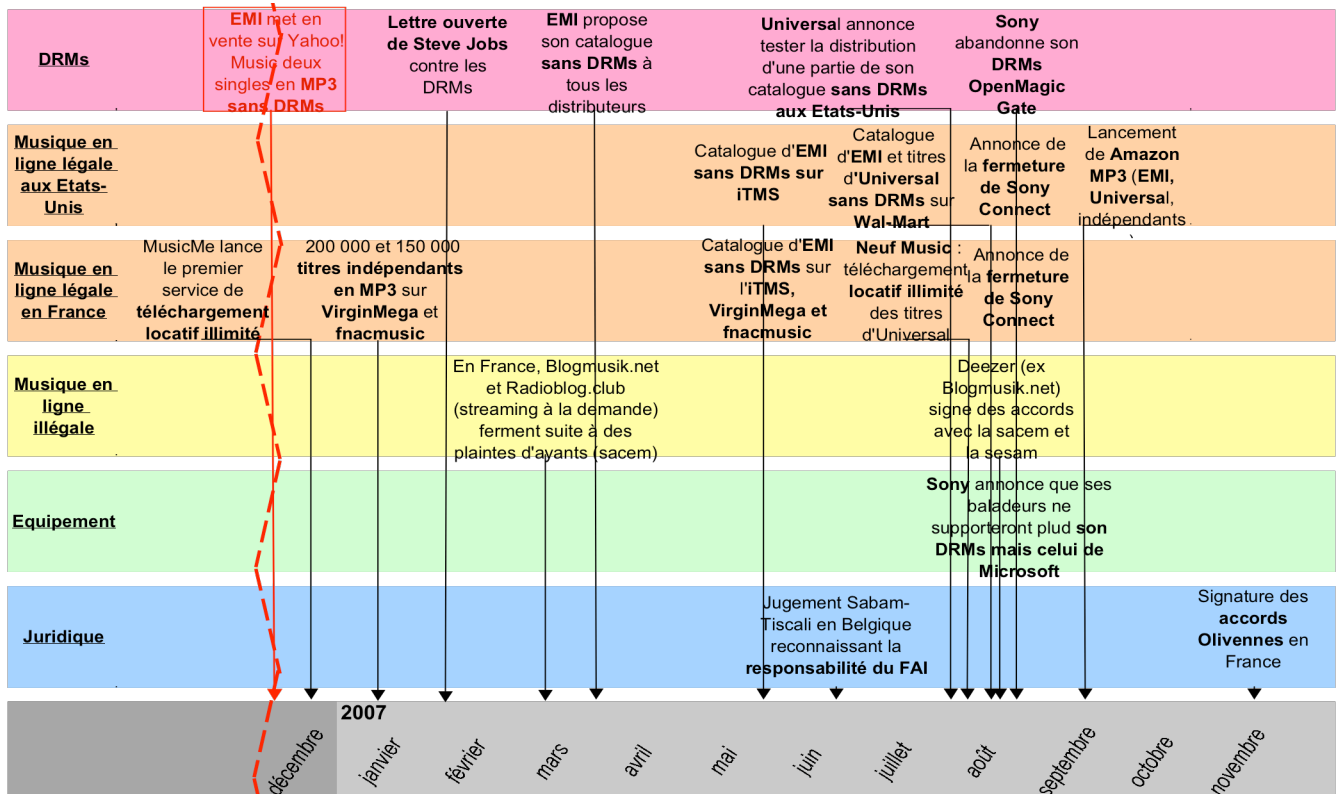 DRMs
EMI met en
vente sur Yahoo!
Music deux
singles en MP3
sans DRMs
Lettre ouverte
de Steve Jobs
contre les
DRMs
EMI propose
son catalogue
sans DRMs à
tous les
distributeurs
Universal annonce
tester la distribution
d'une partie de son
catalogue sans DRMs
aux Etats-Unis
Sony
abandonne son
DRMs
OpenMagic
Gate
Musique en
ligne légale
aux Etats-
Unis
Catalogue d'EMI
sans DRMs sur
iTMS
Catalogue
d'EMI et titres
d'Universal
sans DRMs sur
Wal-Mart
Annonce de
la fermeture
de Sony
Connect
Lancement
de Amazon
MP3 (EMI,
Universal,
indépendants
Musique en
ligne légale
en France
MusicMe lance
le premier
service de
téléchargement
locatif illimité
200 000 et 150 000
titres indépendants
en MP3 sur
VirginMega et
fnacmusic
Catalogue d'EMI
sans DRMs sur
l'iTMS,
VirginMega et
fnacmusic
Neuf Music :
téléchargement
locatif illimité
des titres
d'Universal
Annonce de
la fermeture
de Sony
Connect
Musique en
ligne
illégale
En France, Blogmusik.net
et Radioblog.club
(streaming à la demande)
ferment suite à des
plaintes d'ayants (sacem)
Deezer (ex
Blogmusik.net)
signe des accords
avec la sacem et
la sesam
Equipement
Sony annonce que ses
baladeurs ne
supporteront plud son
DRMs mais celui de
Microsoft
Juridique
Jugement Sabam-
Tiscali en Belgique
reconnaissant la
responsabilité du FAI
Signature des
accords
Olivennes en
France
2007
décembre
janvier
février
mars
avril
mai
juin
juillet
août
septembre
octobre
novembre